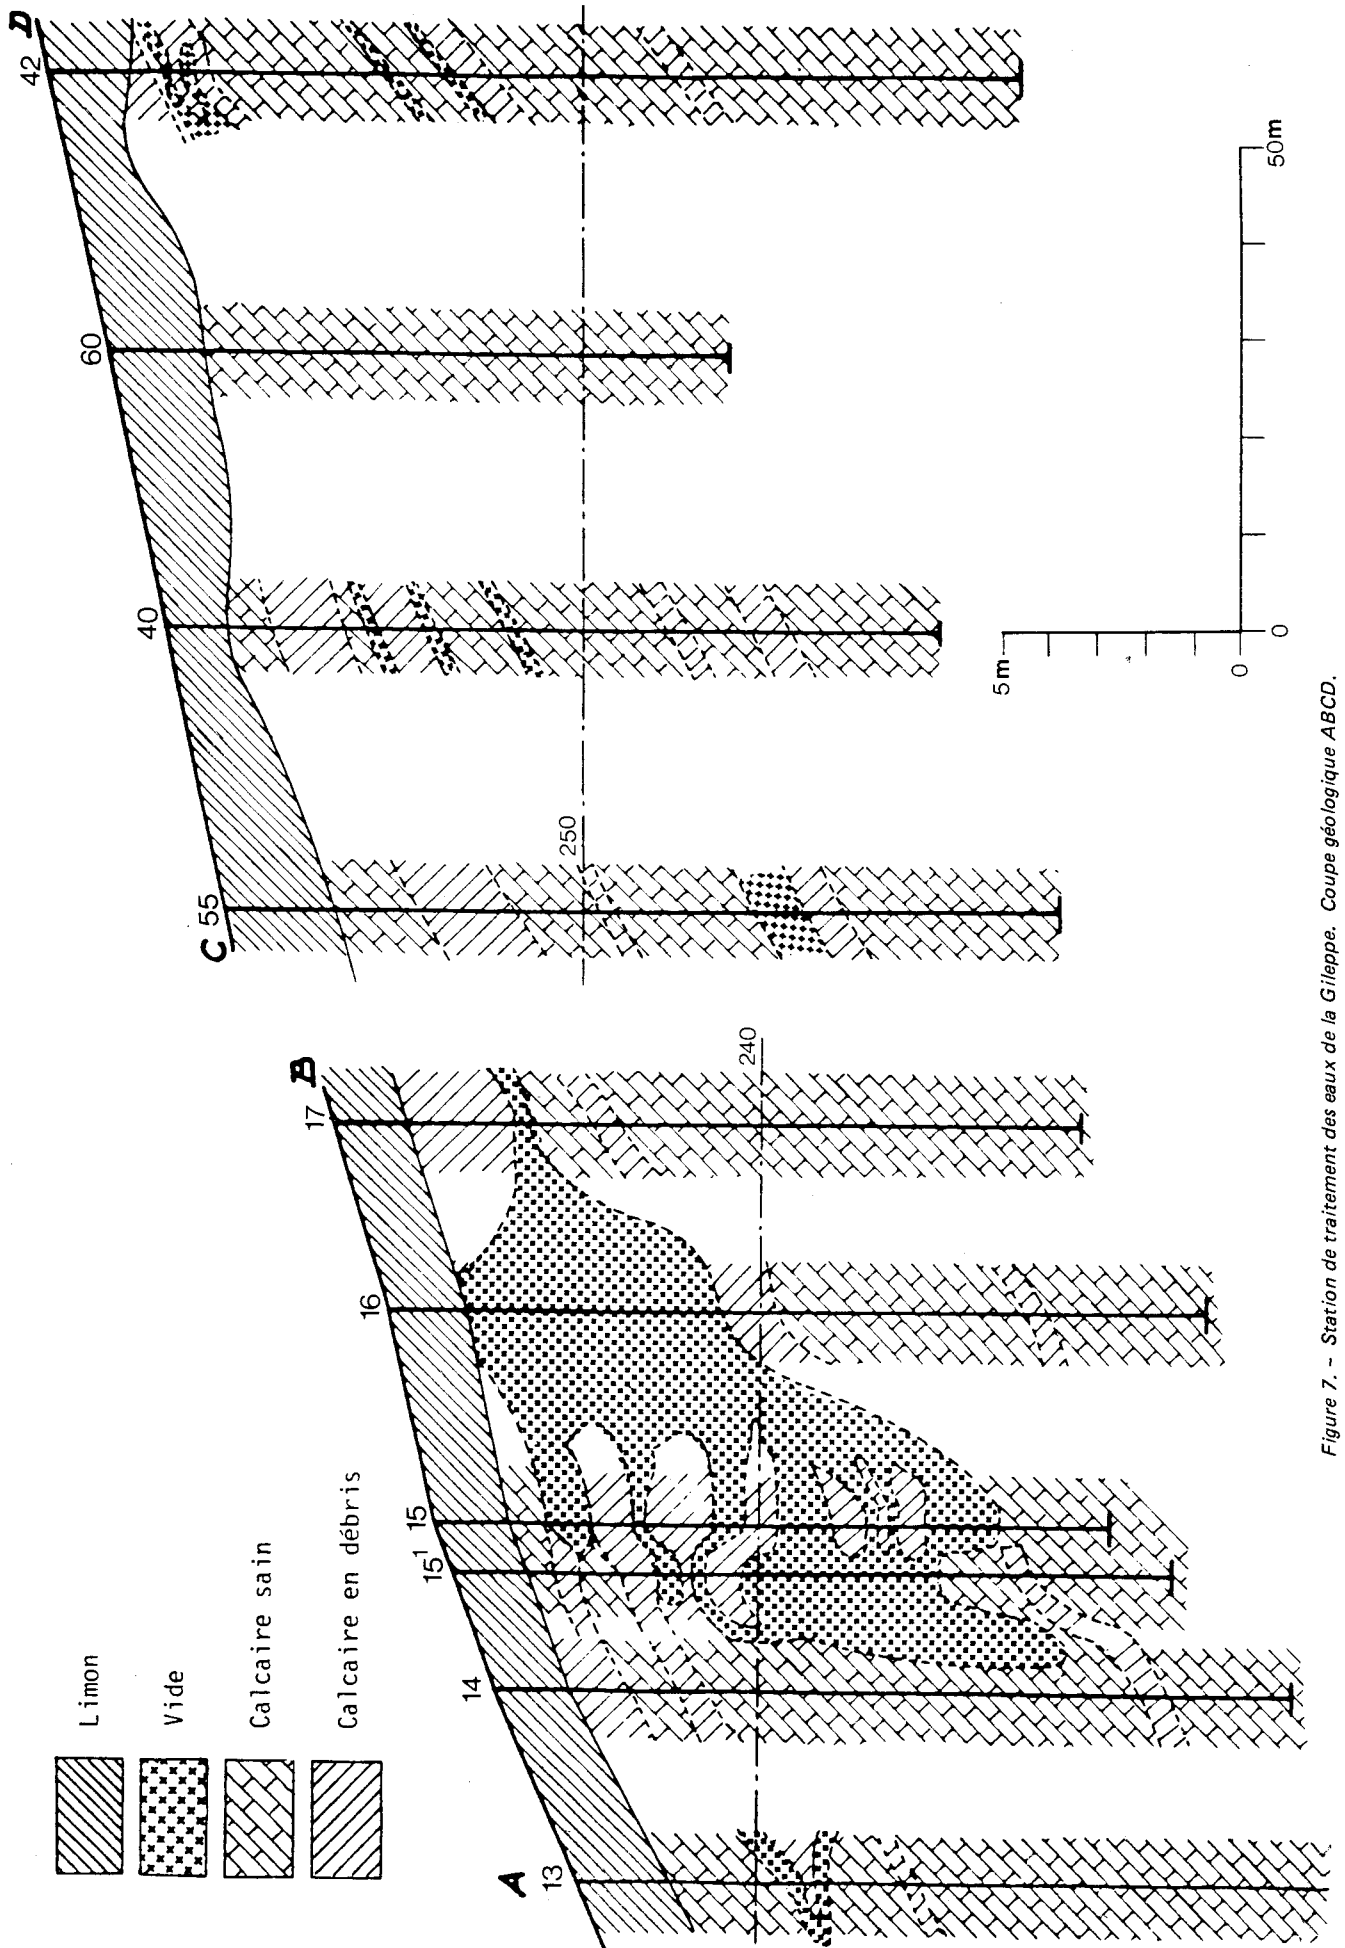 Limon
Vide
Calcaire sain
Calcaire en débris
A
13
14
15¹
15
16
17
B
240
C
55
40
60
42
D
250
5m
0
0
50m
Figure 7. - Station de traitement des eaux de la Gileppe. Coupe géologique ABCD.